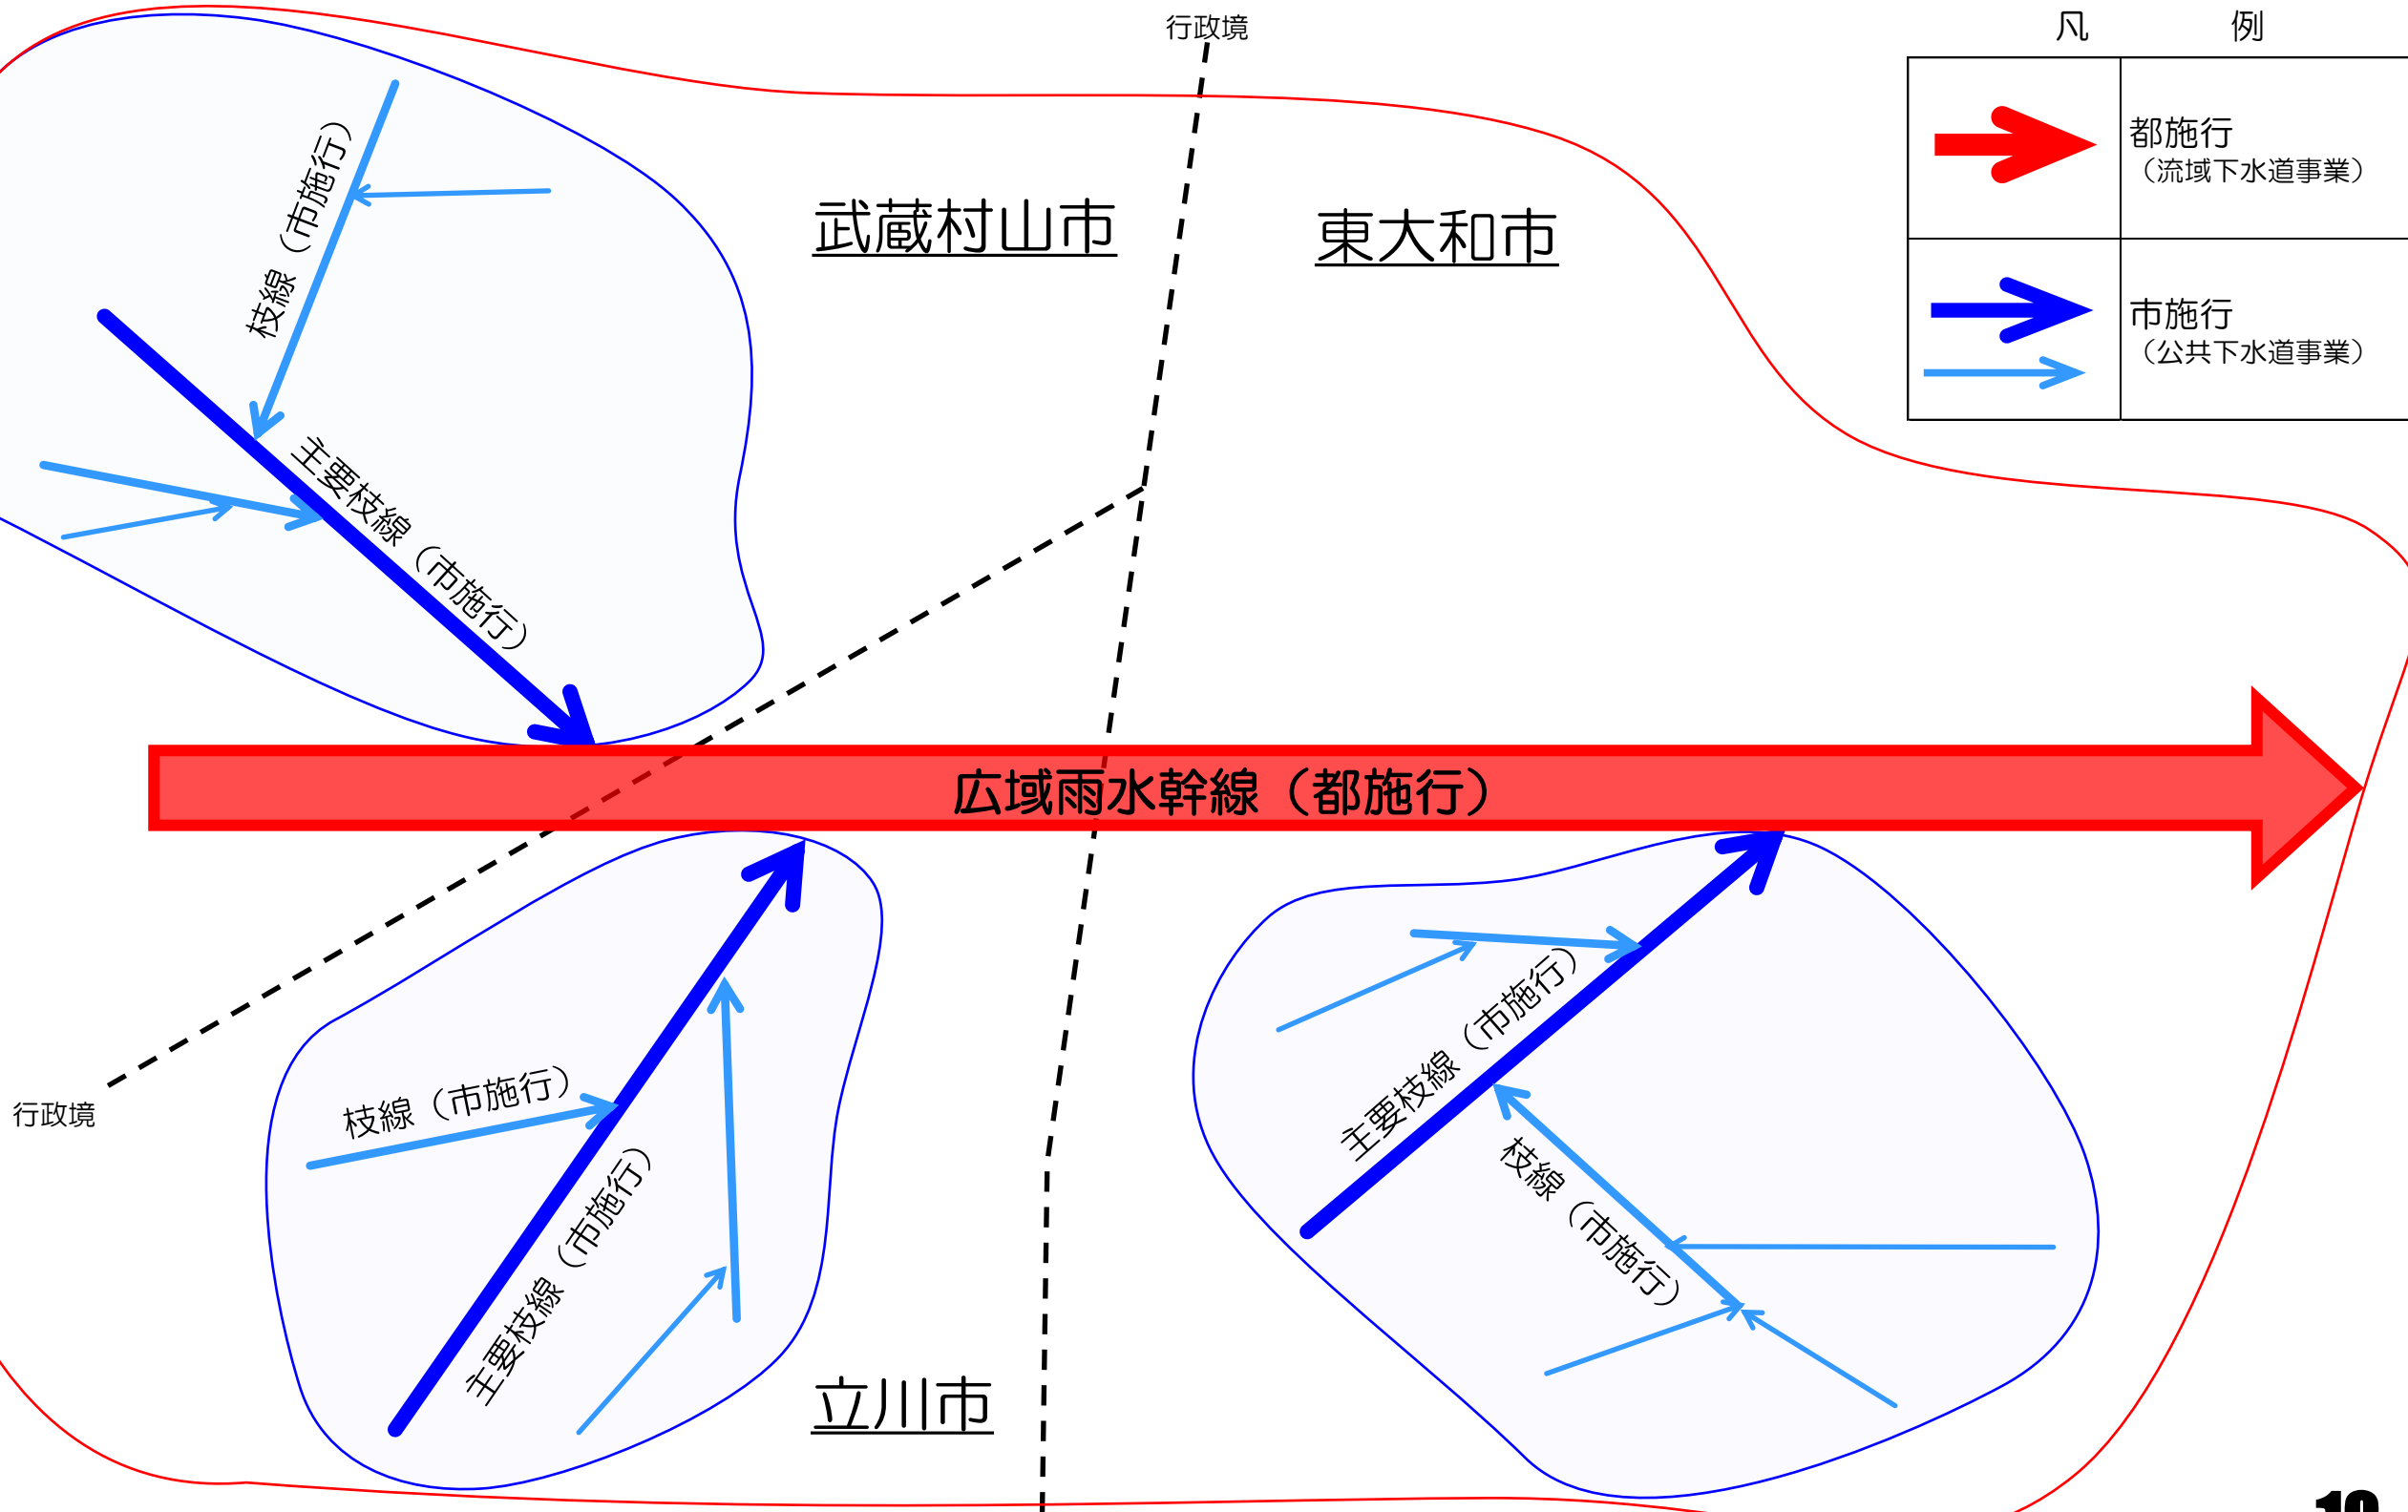 行政境
凡　例
都施行
（流域下水道事業）
市施行
（公共下水道事業）
武蔵村山市
東大和市
枝線（市施行）
主要枝線（市施行）
広域雨水幹線（都施行）
行政境
枝線（市施行）
主要枝線（市施行）
主要枝線（市施行）
枝線（市施行）
立川市